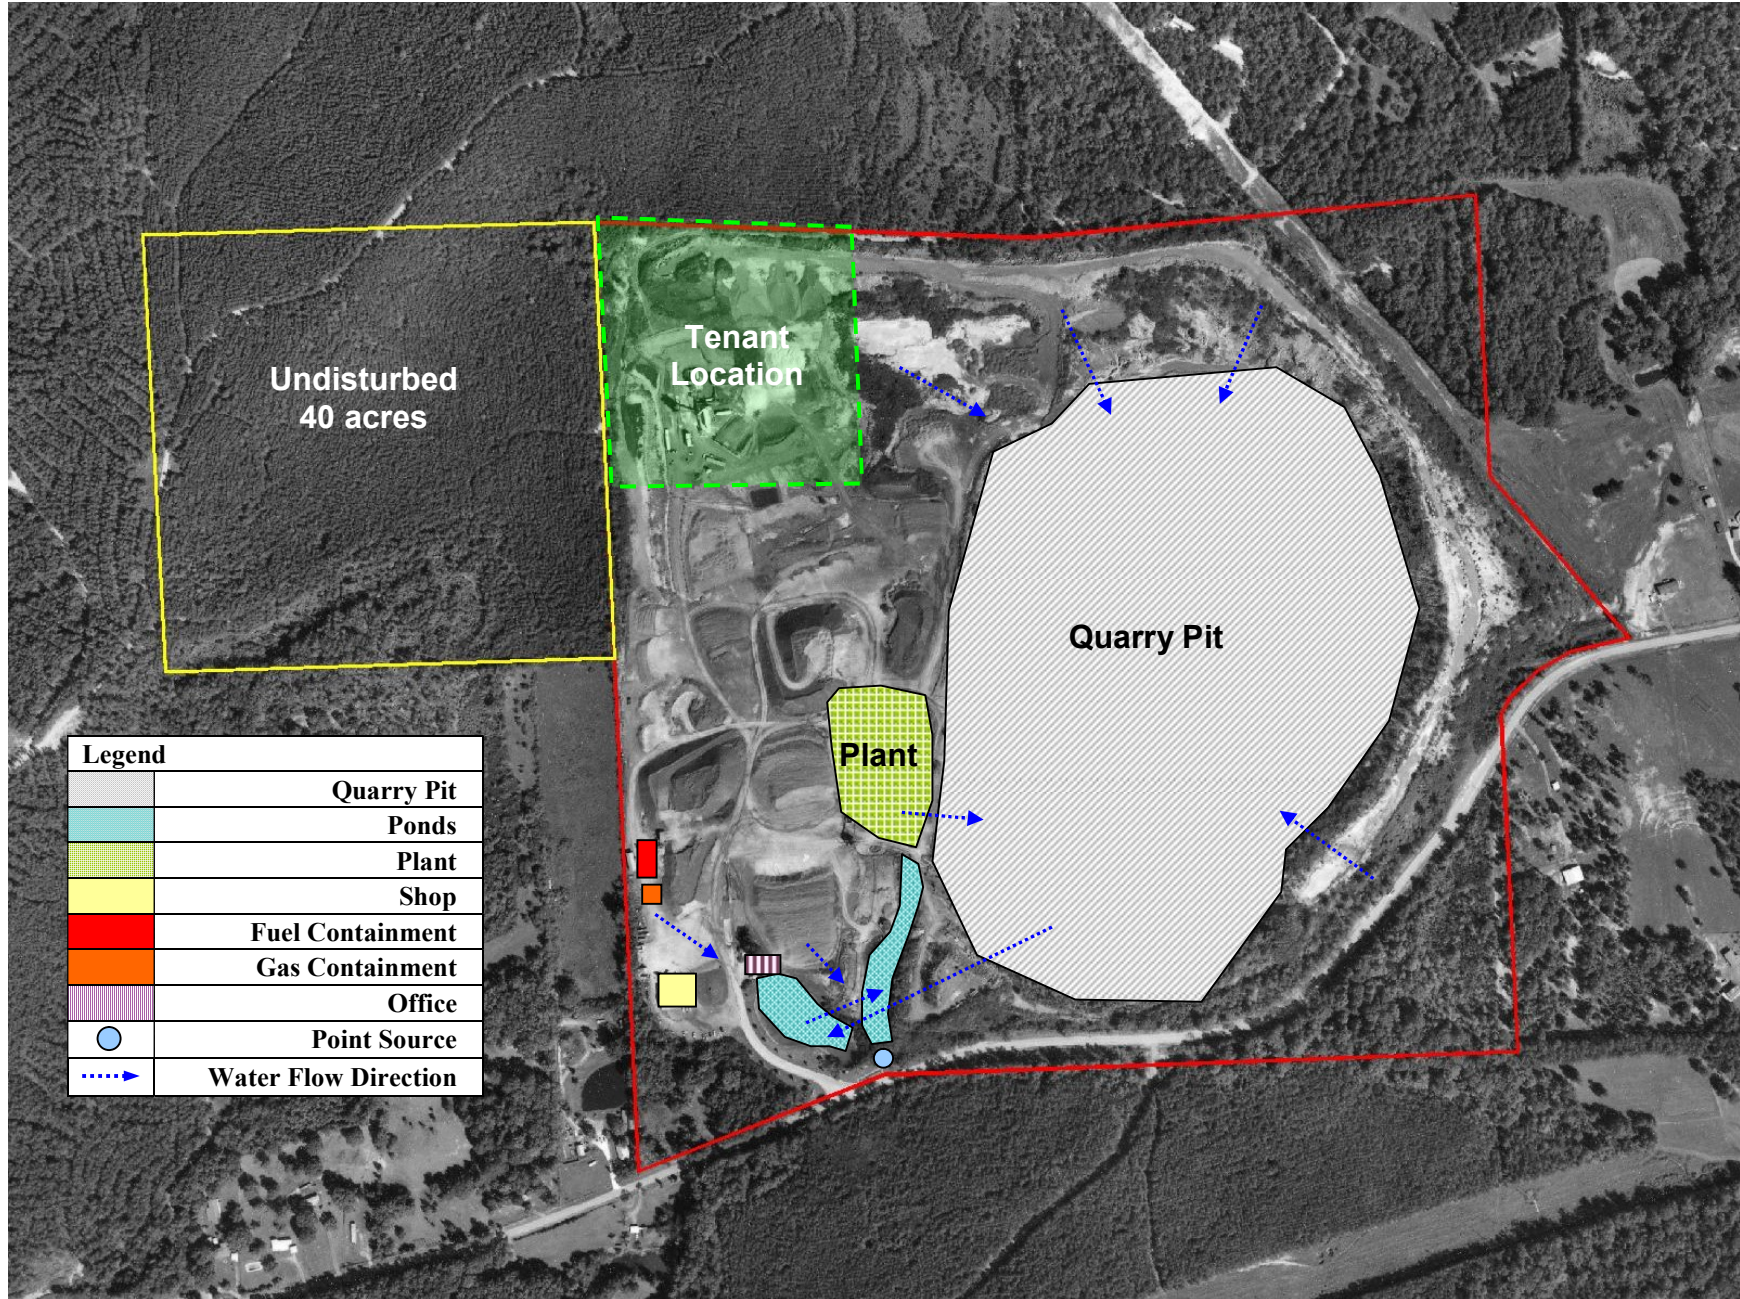 Tenant
Location
Undisturbed
40 acres
Quarry Pit
Plant
Legend
Quarry Pit
Ponds
Plant
Shop
Fuel Containment
Gas Containment
Office
Point Source
Water Flow Direction